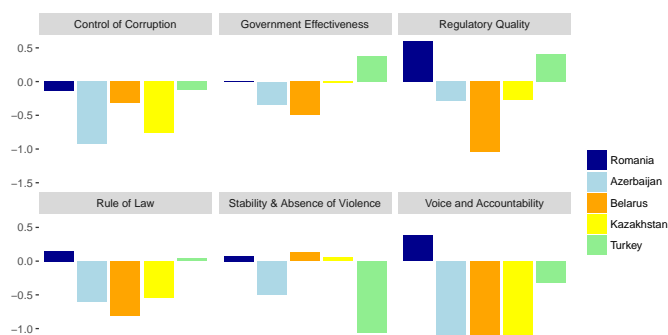 Control of Corruption
Government Effectiveness
Regulatory Quality
0.5
0.0
−0.5
−1.0
−1.5
Romania
Azerbaijan
Belarus
Kazakhstan
Turkey
Rule of Law
Stability & Absence of Violence
Voice and Accountability
0.5
0.0
−0.5
−1.0